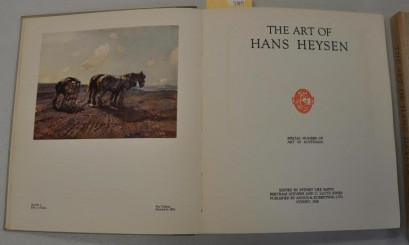 THE ART OF
HANS HEYSEN
SPECIAL NUMBER OF
ART IN AUSTRALIA
EDITED BY SYDNEY URE SMITH
BERTRAM STEVENS AND C. LLOYD JONES
PUBLISHED BY ANGUS & ROBERTSON, LTD.
SYDNEY, 1920